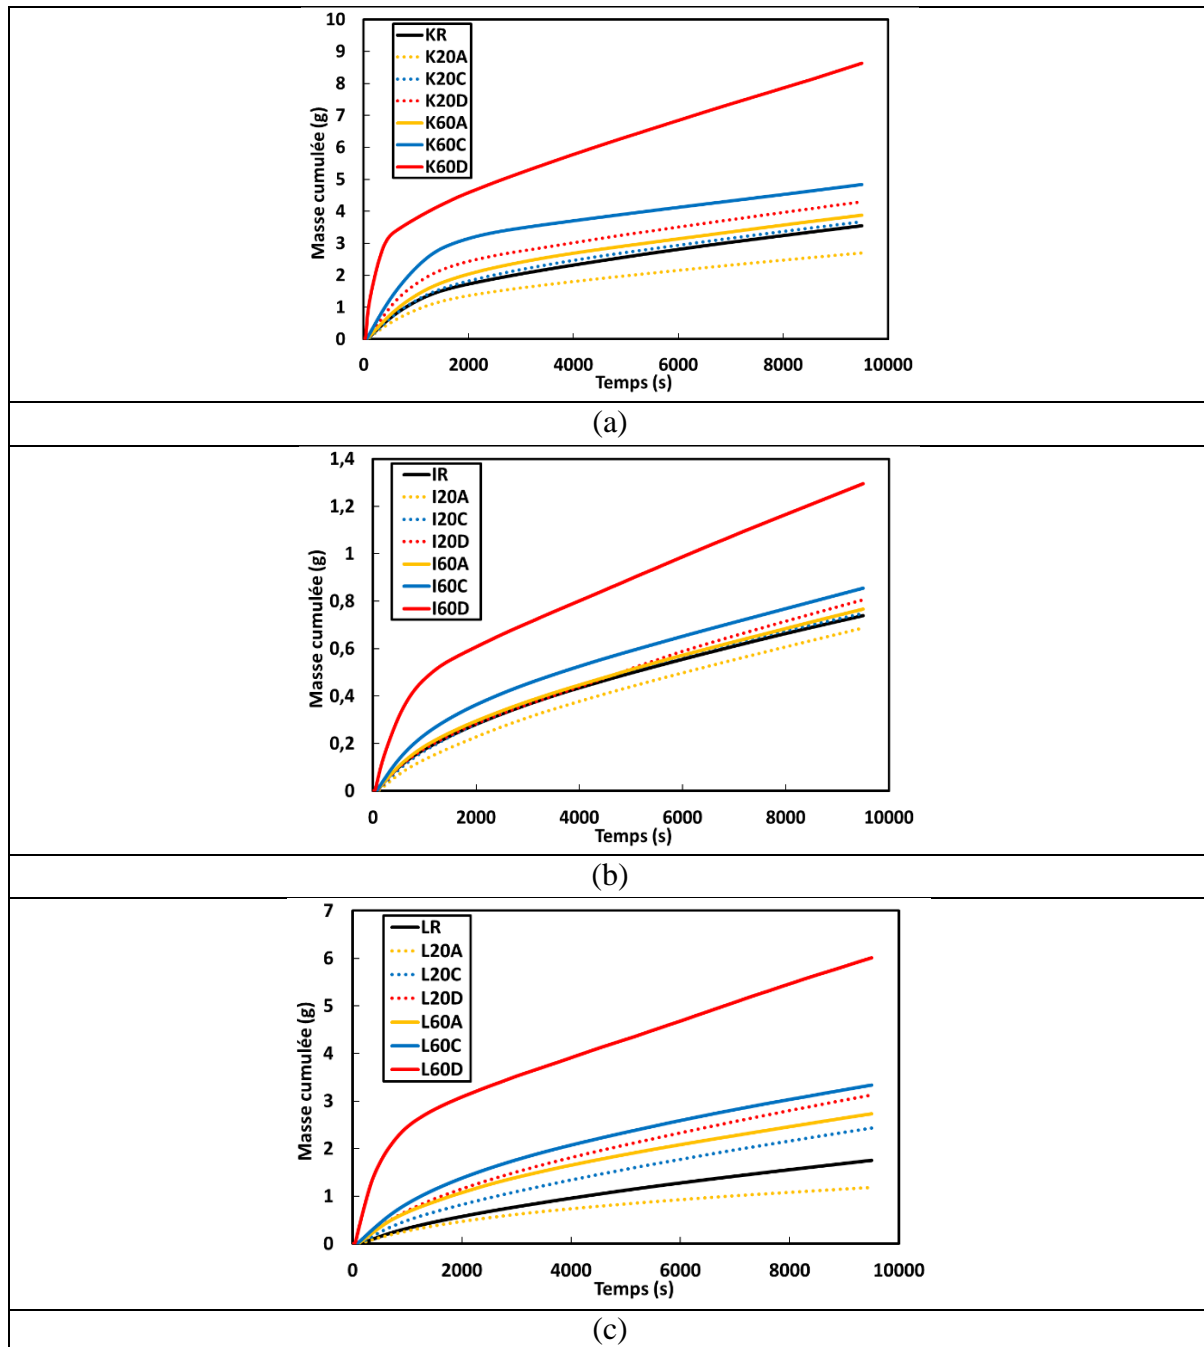 10
9
8
7
6
5
4
3
2
1
0
Masse cumulée (g)
KR
K20A
K20C
K20D
K60A
K60C
K60D
0 2000 4000 6000 8000 10000
Temps (s)
(a)
1,4
1,2
1
0,8
0,6
0,4
0,2
0
Masse cumulée (g)
IR
I20A
I20C
I20D
I60A
I60C
I60D
0 2000 4000 6000 8000 10000
Temps (s)
(b)
7
6
5
4
3
2
1
0
Masse cumulée (g)
LR
L20A
L20C
L20D
L60A
L60C
L60D
0 2000 4000 6000 8000 10000
Temps (s)
(c)